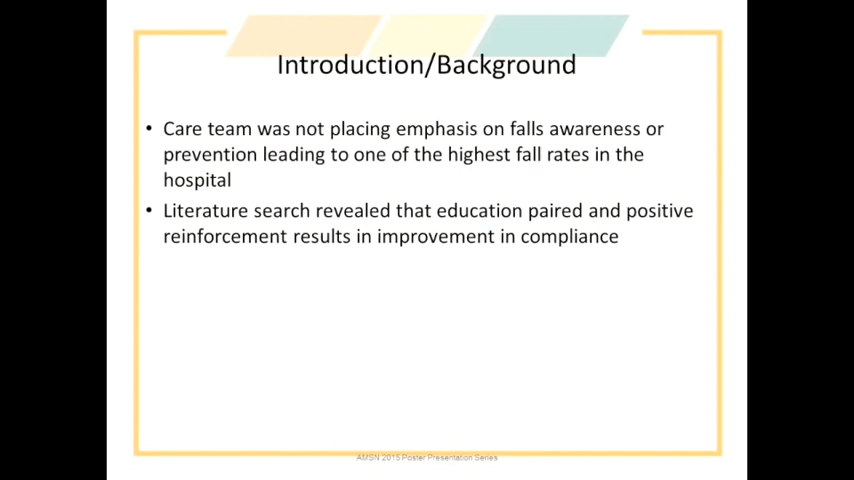 Introduction/Background
• Care team was not placing emphasis on falls awareness or
prevention leading to one of the highest fall rates in the
hospital
• Literature search revealed that education paired and positive
reinforcement results in improvement in compliance
AMSN 2015 Poster Presentation Series